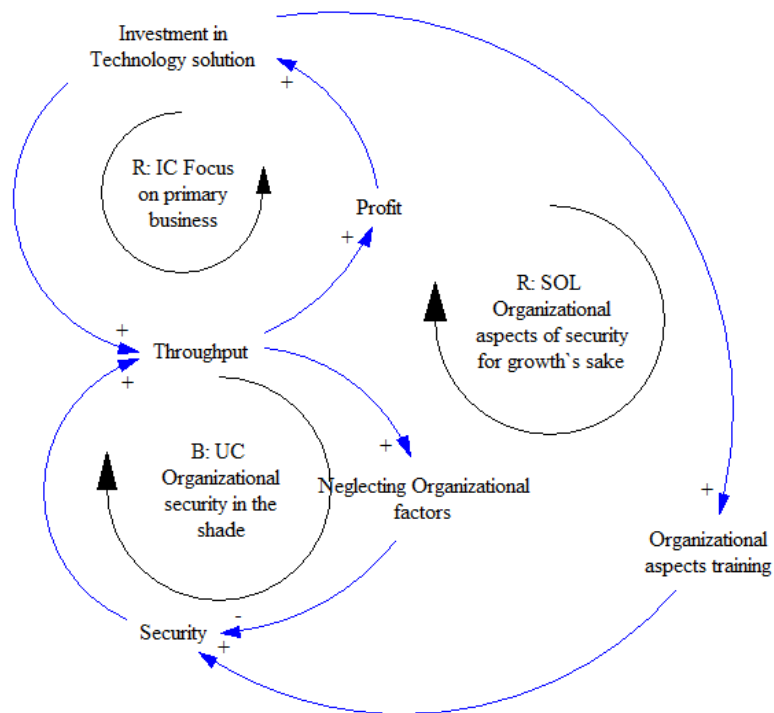 Investment in
Technology solution
+
R: IC Focus
on primary
business
Profit
+
R: SOL
Organizational
aspects of security
for growth`s sake
+
Throughput
+
B: UC
Organizational
security in the
shade
+
Neglecting Organizational
factors
+
Organizational
aspects training
-
Security
+